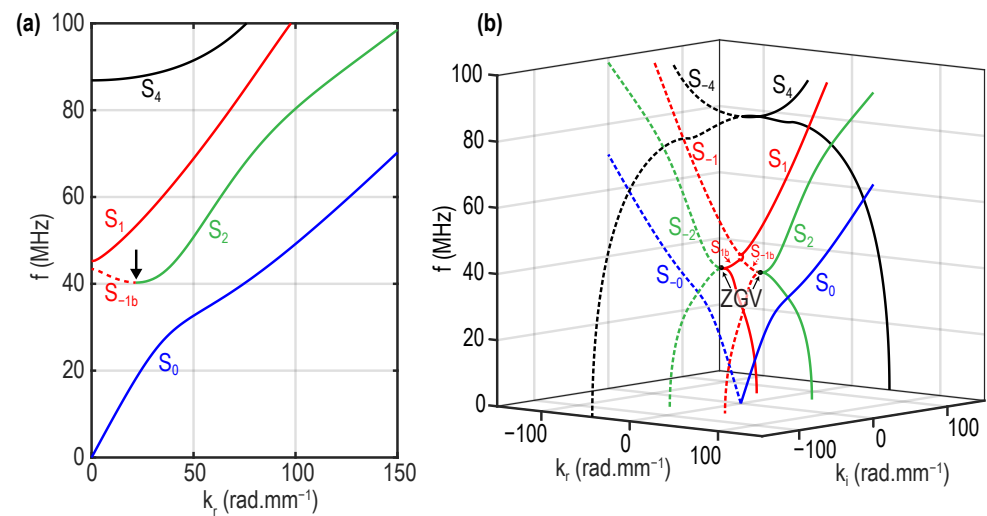 (a)
100
80
60
40
20
0
f (MHz)
S4
S1
S2
S−1b
S0
0
50
100
150
kr (rad.mm−1)
(b)
100
80
60
40
20
0
f (MHz)
S−4
S4
S−1
S1
S−2
S1b
S−1b
S2
S−0
ZGV
S0
−100
0
100
kr (rad.mm−1)
−100
0
100
ki (rad.mm−1)